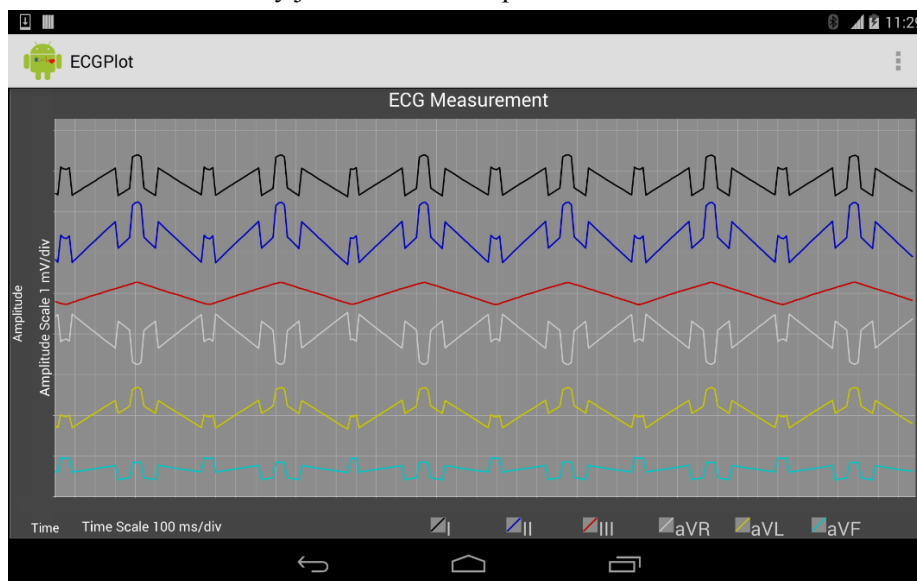 11:29
ECGPlot
ECG Measurement
Amplitude
Amplitude Scale 1 mV/div
Time
Time Scale 100 ms/div
I
II
III
aVR
aVL
aVF